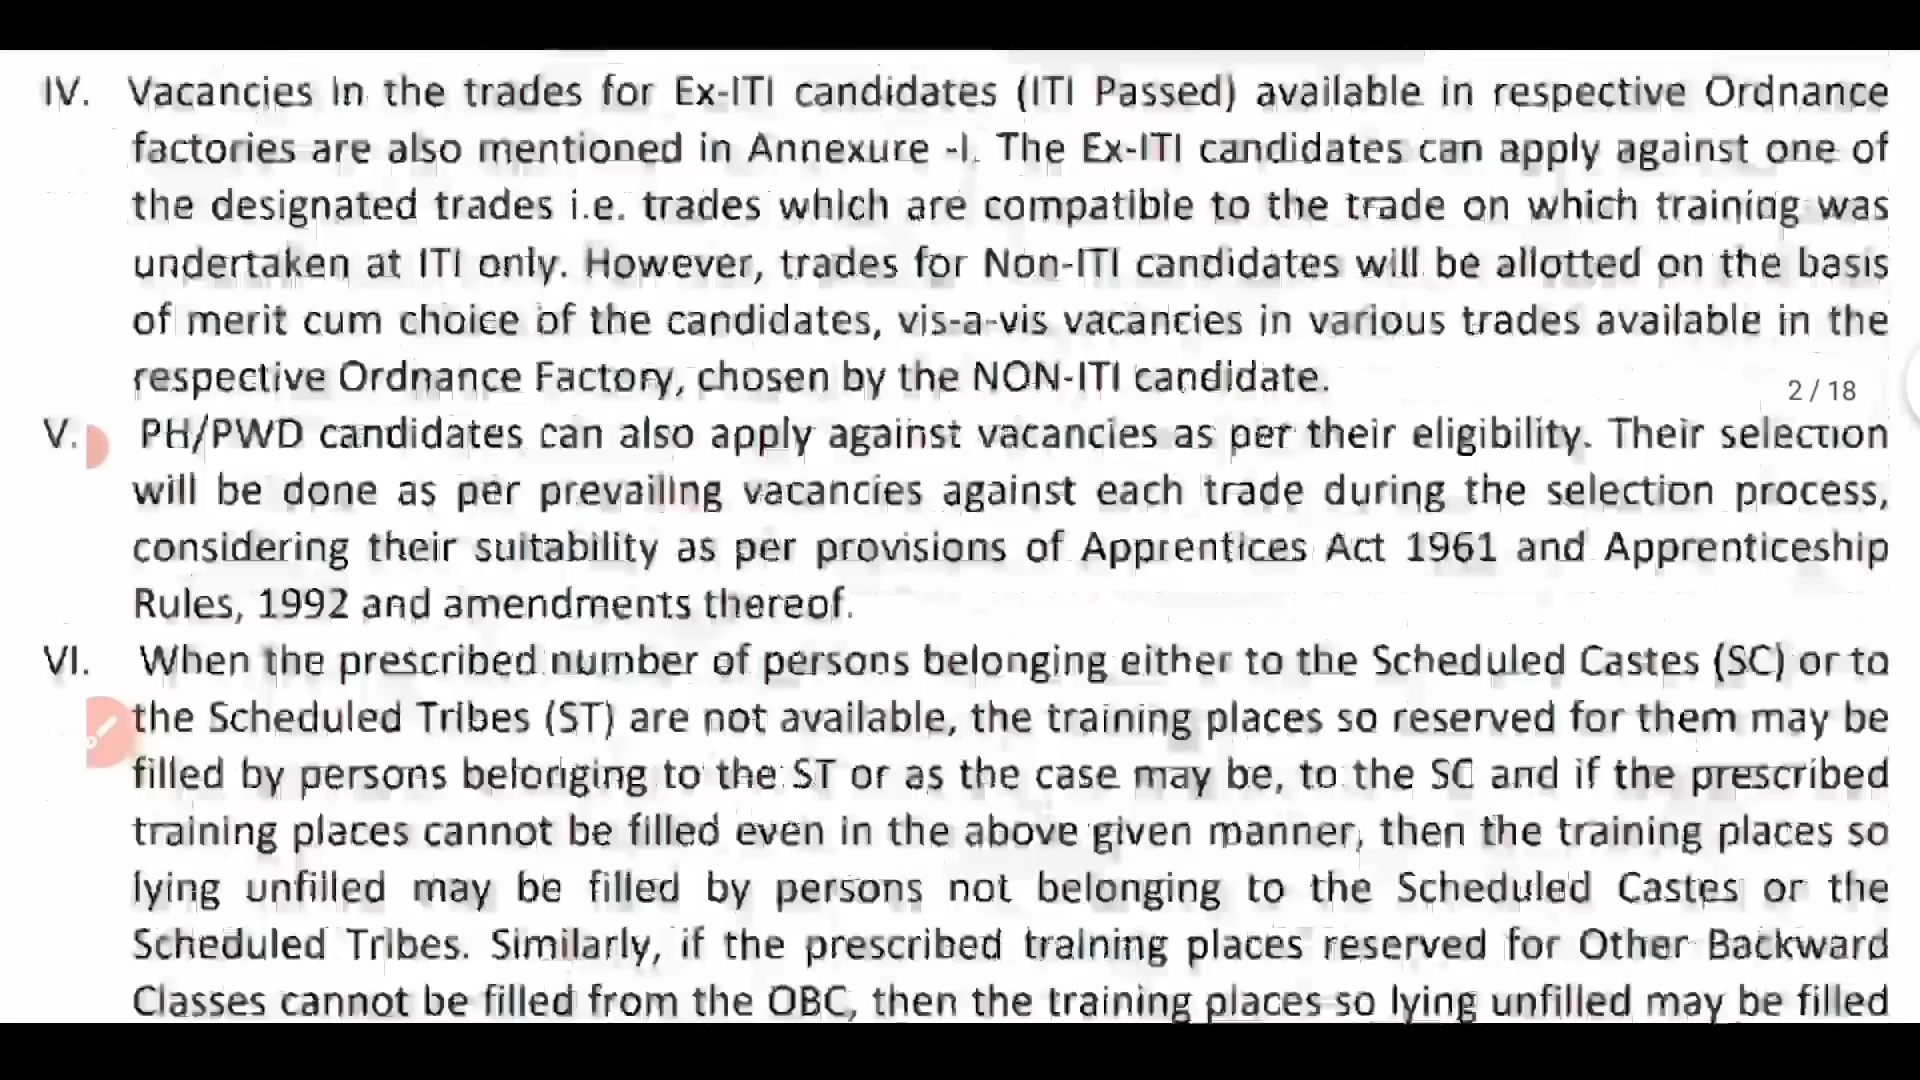 IV. Vacancies in the trades for Ex-ITI candidates (ITI Passed) available in respective Ordnance
factories are also mentioned in Annexure -I. The Ex-ITI candidates can apply against one of
the designated trades i.e. trades which are compatible to the trade on which training was
undertaken at ITI only. However, trades for Non-ITI candidates will be allotted on the basis
of merit cum choice of the candidates, vis-a-vis vacancies in various trades available in the
respective Ordnance Factory, chosen by the NON-ITI candidate.
2 / 18
V. PH/PWD candidates can also apply against vacancies as per their eligibility. Their selection
will be done as per prevailing vacancies against each trade during the selection process,
considering their suitability as per provisions of Apprentices Act 1961 and Apprenticeship
Rules, 1992 and amendments thereof.
VI. When the prescribed number of persons belonging either to the Scheduled Castes (SC) or to
the Scheduled Tribes (ST) are not available, the training places so reserved for them may be
filled by persons belonging to the ST or as the case may be, to the SC and if the prescribed
training places cannot be filled even in the above given manner, then the training places so
lying unfilled may be filled by persons not belonging to the Scheduled Castes or the
Scheduled Tribes. Similarly, if the prescribed training places reserved for Other Backward
Classes cannot be filled from the OBC, then the training places so lying unfilled may be filled